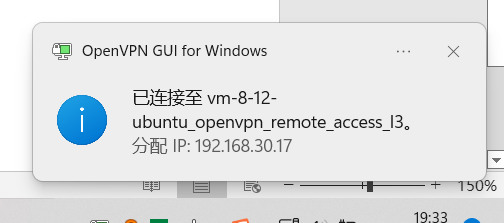 OpenVPN GUI for Windows
已连接至 vm-8-12-
ubuntu_openvpn_remote_access_l3。
分配 IP: 192.168.30.17
150%
19:33